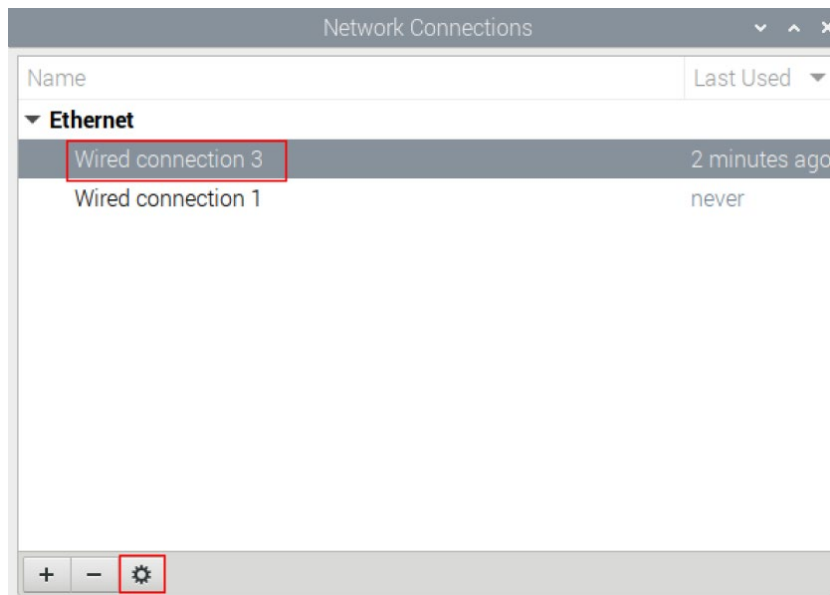 Network Connections
Name Last Used
Ethernet
Wired connection 3 2 minutes ago
Wired connection 1 never